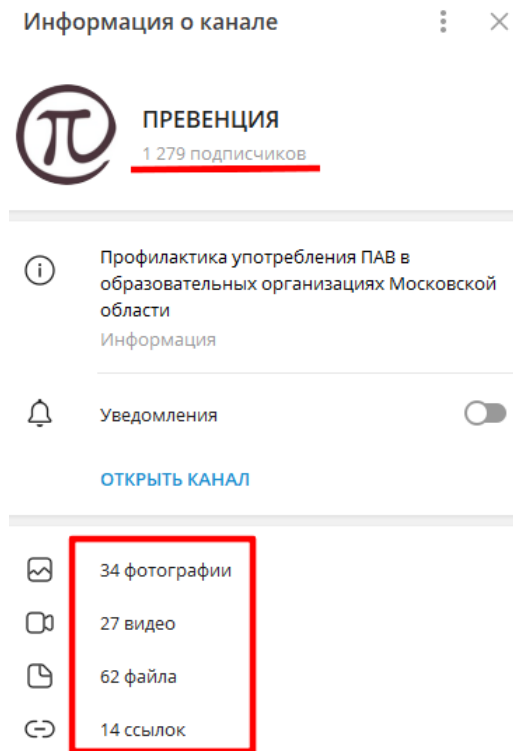 Информация о канале
ПРЕВЕНЦИЯ
1 279 подписчиков
Профилактика употребления ПАВ в
образовательных организациях Московской
области
Информация
Уведомления
ОТКРЫТЬ КАНАЛ
34 фотографии
27 видео
62 файла
14 ссылок